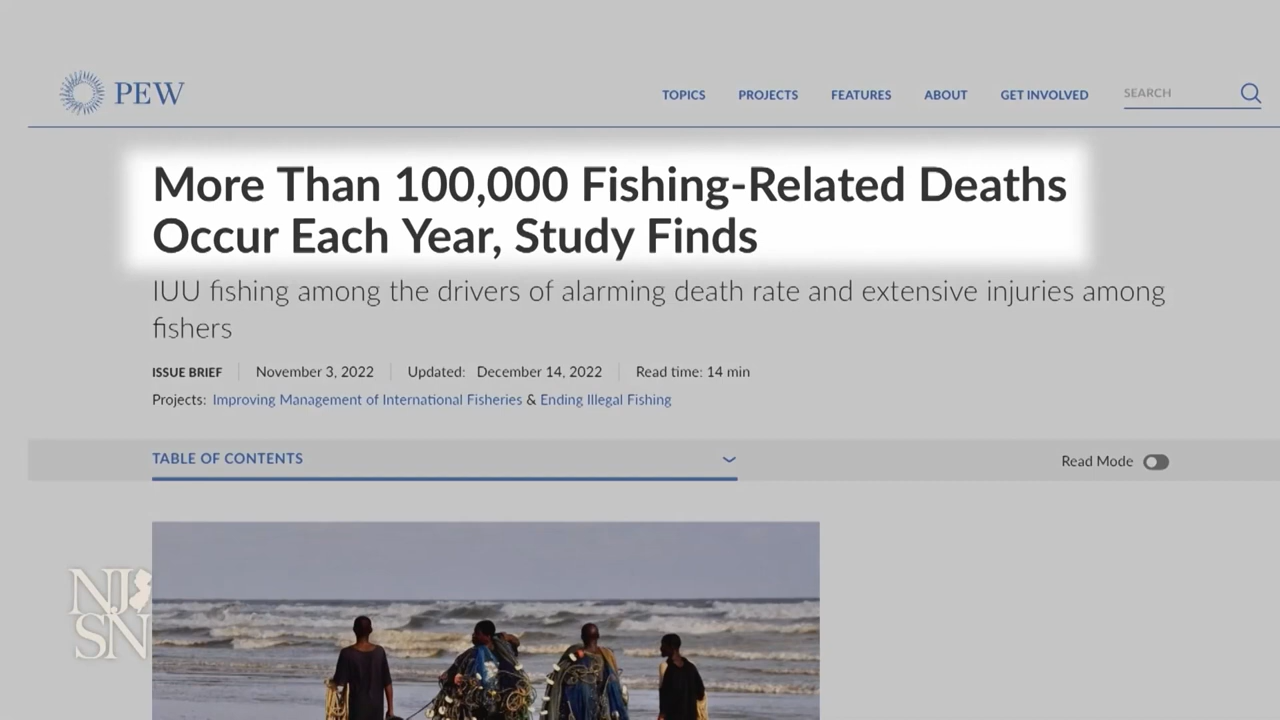 PEW
TOPICS PROJECTS FEATURES ABOUT GET INVOLVED SEARCH
More Than 100,000 Fishing-Related Deaths
Occur Each Year, Study Finds
IUU fishing among the drivers of alarming death rate and extensive injuries among
fishers
ISSUE BRIEF November 3, 2022 Updated: December 14, 2022 Read time: 14 min
Projects: Improving Management of International Fisheries & Ending Illegal Fishing
TABLE OF CONTENTS
Read Mode
NJ
SN